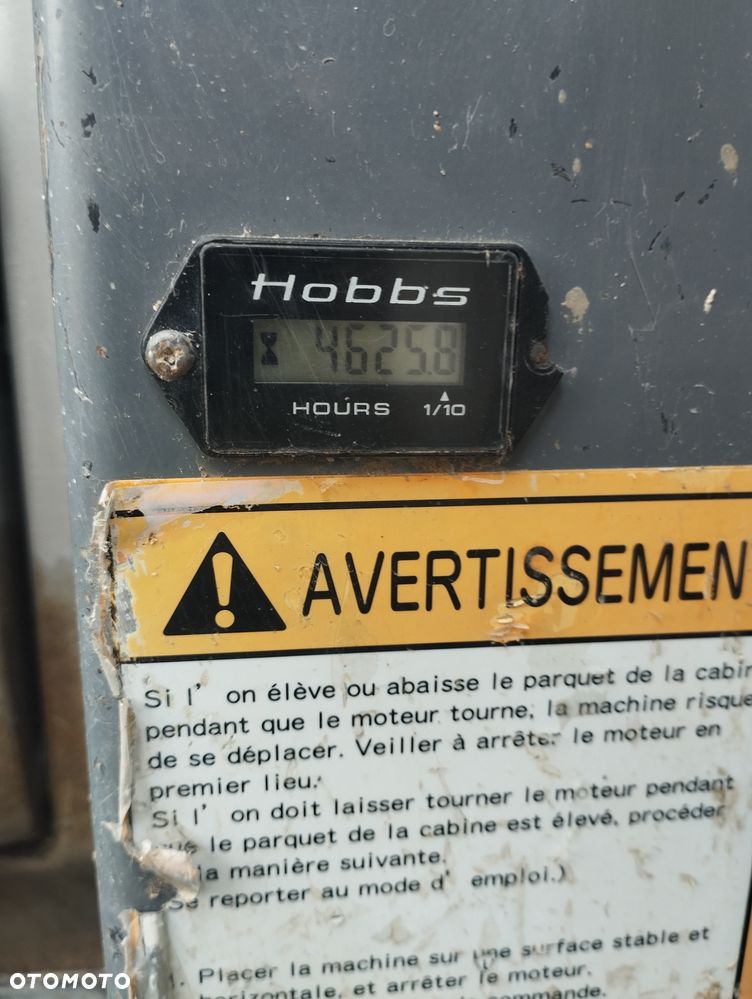 Hobbs
4625.8
HOURS 1/10
AVERTISSEMEN
Si l' on élève ou abaisse le parquet de la cabin
pendant que le moteur tourne, la machine risque
de se déplacer. Veiller à arrêter le moteur en
premier lieu.
Si l' on doit laisser tourner le moteur pendant
le parquet de la cabine est élevé, procéder
la manière suivante.
Se reporter au mode d' emploi.)
1. Placer la machine sur une surface stable et
horizontale, et arrêter le moteur.
commande.
OTOMOTO